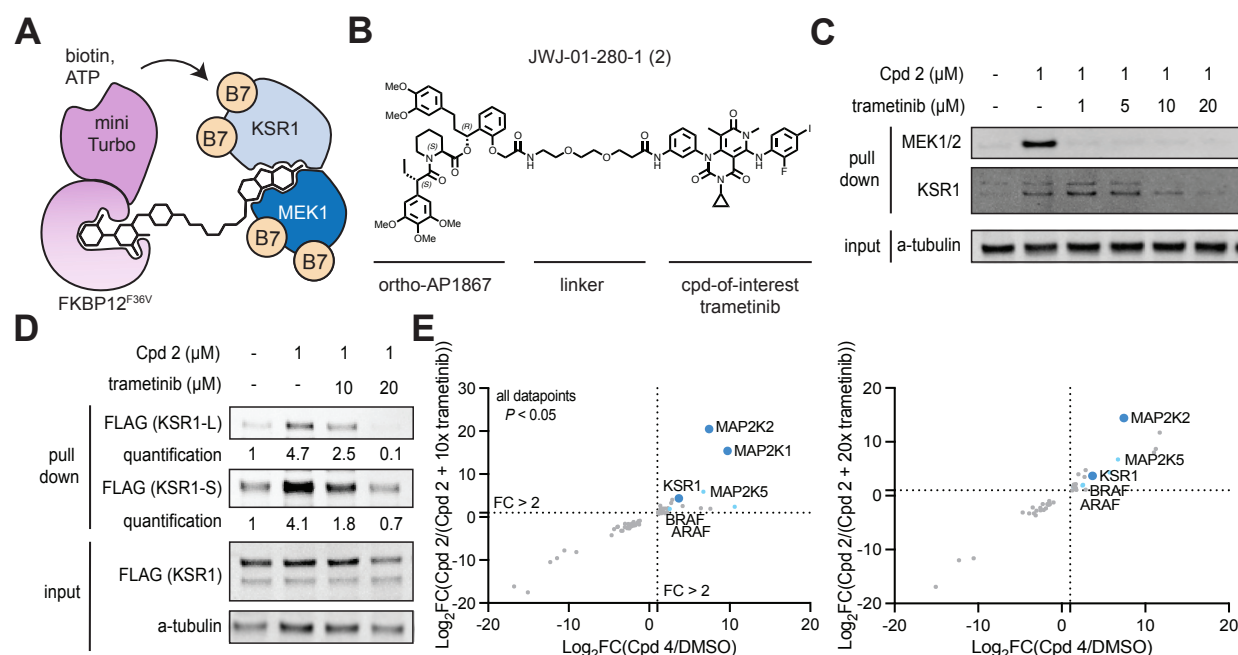 A
biotin,
ATP
mini
Turbo
B7
B7
KSR1
MEK1
B7
B7
FKBP12F36V
B
JWJ-01-280-1 (2)
MeO
MeO
(R)
(S)
N
O
O
O
O
N
H
O
O
O
N
H
O
N
N
I
NH
F
O
N
N
O
(S)
O
MeO
OMe
OMe
ortho-AP1867
linker
cpd-of-interest
trametinib
C
Cpd 2 (µM) - 1 1 1 1 1
trametinib (µM) - - 1 5 10 20
pull
down
MEK1/2
KSR1
input a-tubulin
D
Cpd 2 (µM) - 1 1 1
trametinib (µM) - - 10 20
pull
down
FLAG (KSR1-L)
quantification 1 4.7 2.5 0.1
FLAG (KSR1-S)
quantification 1 4.1 1.8 0.7
input
FLAG (KSR1)
a-tubulin
E
Log2FC(Cpd 2/(Cpd 2 + 10x trametinib))
30
20
10
0
-10
-20
all datapoints
P < 0.05
MAP2K2
MAP2K1
KSR1
MAP2K5
FC > 2
BRAF
ARAF
FC > 2
-20 -10 0 10 20
Log2FC(Cpd 2/(Cpd 2 + 20x trametinib))
20
10
0
-10
-20
MAP2K2
MAP2K5
KSR1
BRAF
ARAF
-20 -10 0 10 20
Log2FC(Cpd 4/DMSO)
Log2FC(Cpd 4/DMSO)